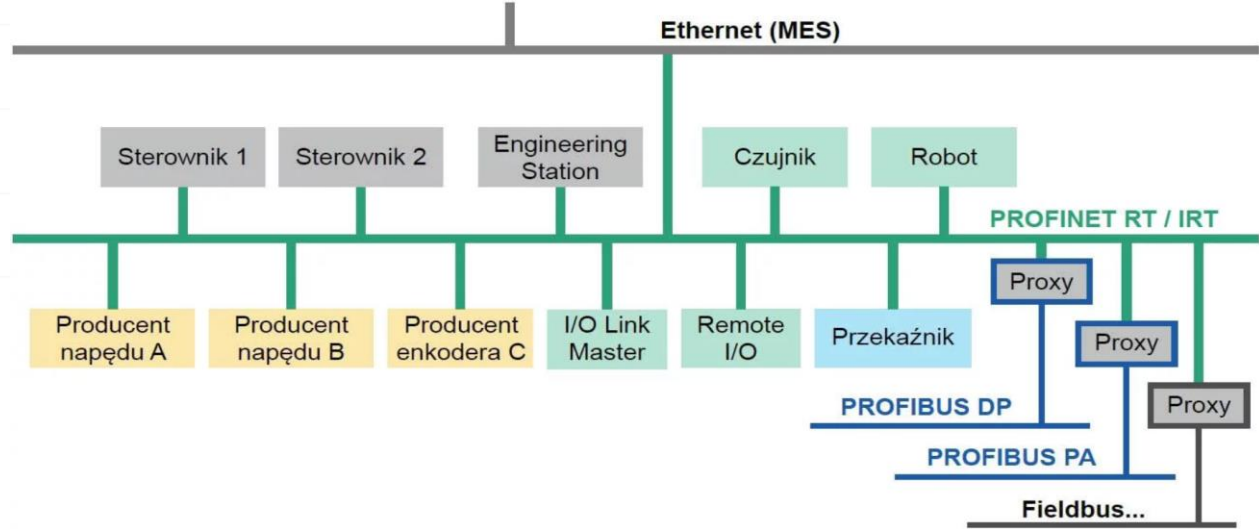 Ethernet (MES)
Sterownik 1
Sterownik 2
Engineering
Station
Czujnik
Robot
PROFINET RT / IRT
Producent
napędu A
Producent
napędu B
Producent
enkodera C
I/O Link
Master
Remote
I/O
Przekaźnik
Proxy
Proxy
Proxy
PROFIBUS DP
PROFIBUS PA
Fieldbus...